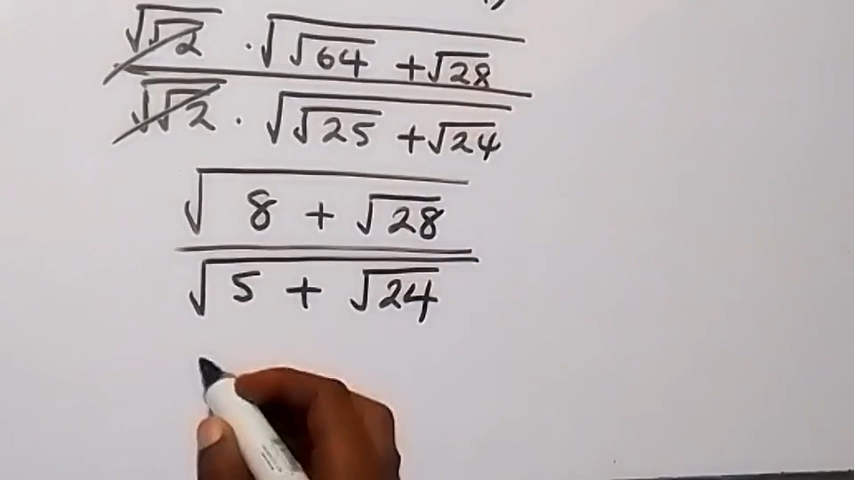 √√2 · √√64 + √28
√√2 · √√25 + √24
√8 + √28
√5 + √24